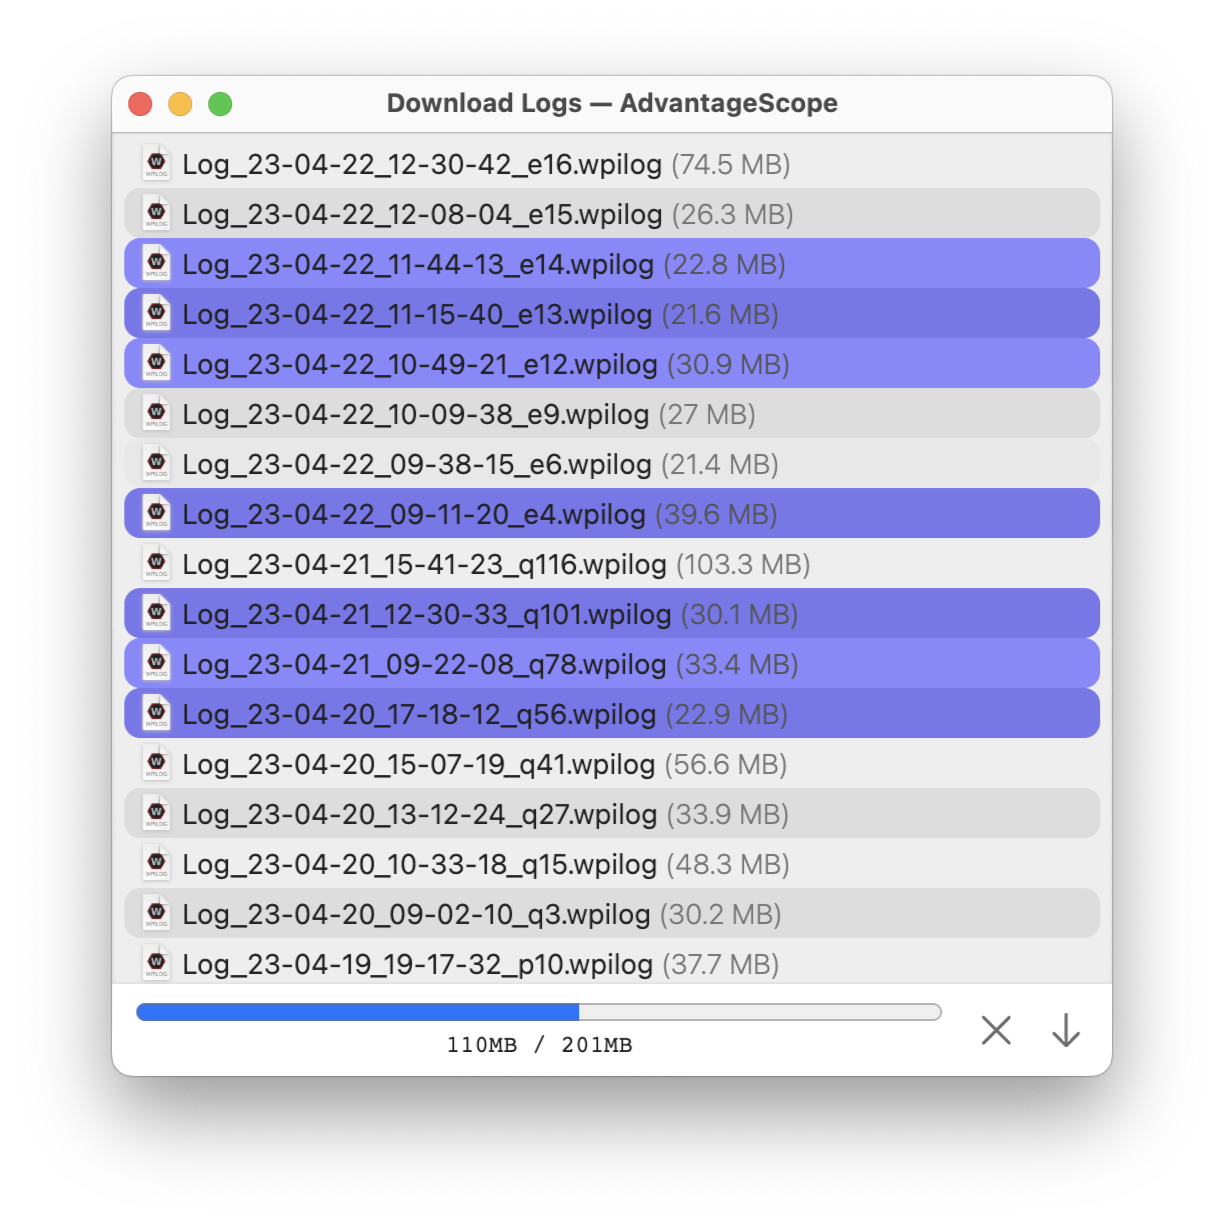 Download Logs — AdvantageScope
Log_23-04-22_12-30-42_e16.wpilog (74.5 MB)
Log_23-04-22_12-08-04_e15.wpilog (26.3 MB)
Log_23-04-22_11-44-13_e14.wpilog (22.8 MB)
Log_23-04-22_11-15-40_e13.wpilog (21.6 MB)
Log_23-04-22_10-49-21_e12.wpilog (30.9 MB)
Log_23-04-22_10-09-38_e9.wpilog (27 MB)
Log_23-04-22_09-38-15_e6.wpilog (21.4 MB)
Log_23-04-22_09-11-20_e4.wpilog (39.6 MB)
Log_23-04-21_15-41-23_q116.wpilog (103.3 MB)
Log_23-04-21_12-30-33_q101.wpilog (30.1 MB)
Log_23-04-21_09-22-08_q78.wpilog (33.4 MB)
Log_23-04-20_17-18-12_q56.wpilog (22.9 MB)
Log_23-04-20_15-07-19_q41.wpilog (56.6 MB)
Log_23-04-20_13-12-24_q27.wpilog (33.9 MB)
Log_23-04-20_10-33-18_q15.wpilog (48.3 MB)
Log_23-04-20_09-02-10_q3.wpilog (30.2 MB)
Log_23-04-19_19-17-32_p10.wpilog (37.7 MB)
110MB / 201MB